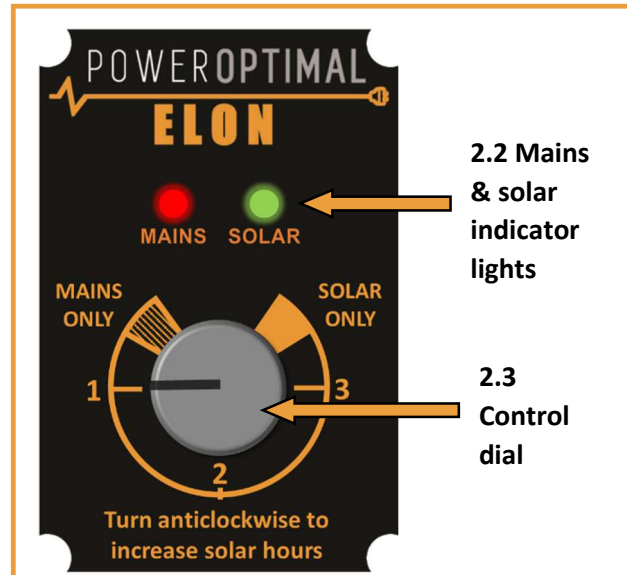 POWEROPTIMAL
ELON
MAINS SOLAR
2.2 Mains
& solar
indicator
lights
MAINS
ONLY
SOLAR
ONLY
1
3
2
2.3
Control
dial
Turn anticlockwise to
increase solar hours